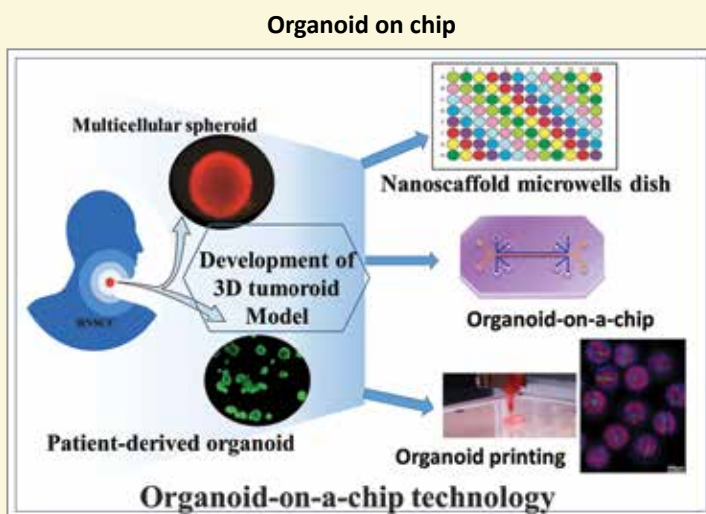 Organoid on chip
Multicellular spheroid
Nanoscaffold microwells dish
Development of
3D tumoroid
Model
HNSCC
Organoid-on-a-chip
Patient-derived organoid
Organoid printing
Organoid-on-a-chip technology